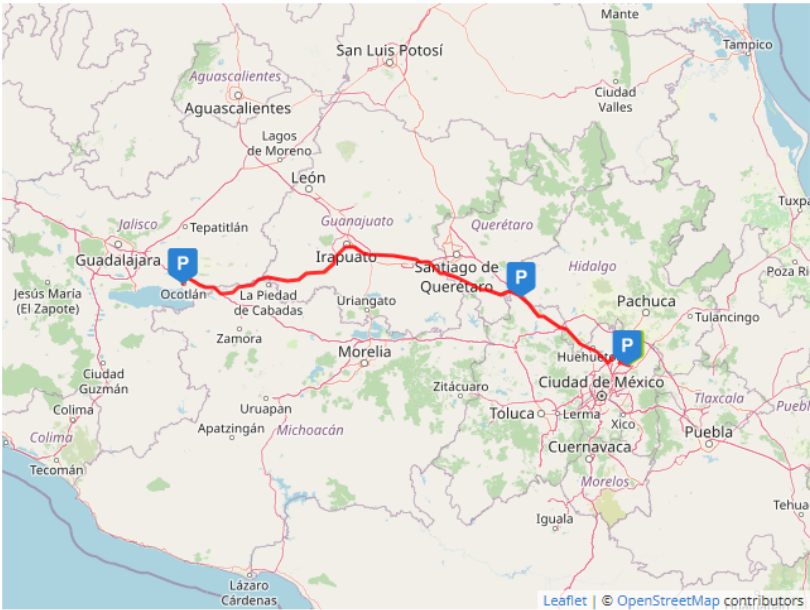 Mante
San Luis Potosí
Tampico
Aguascalientes
Aguascalientes
Ciudad
Valles
Lagos
de Moreno
León
Guanajuato
Querétaro
Jalisco
Tepatitlán
Irapuato
Guadalajara
P
Santiago de
Querétaro
P
Hidalgo
Poza Ri
Jesús María
(El Zapote)
Ocotlán
La Piedad
de Cabadas
Uriangato
Pachuca
Tulancingo
Zamora
Morelia
P
Huehueto
Ciudad
Guzmán
Zitácuaro
Ciudad de México
Tlaxcala
Colima
Uruapan
Toluca
Lerma
Xico
Puebl
Apatzingán
Michoacán
Colima
Puebla
Cuernavaca
Tecomán
Morelos
Tehua
Iguala
Lázaro
Cárdenas
Leaflet | © OpenStreetMap contributors